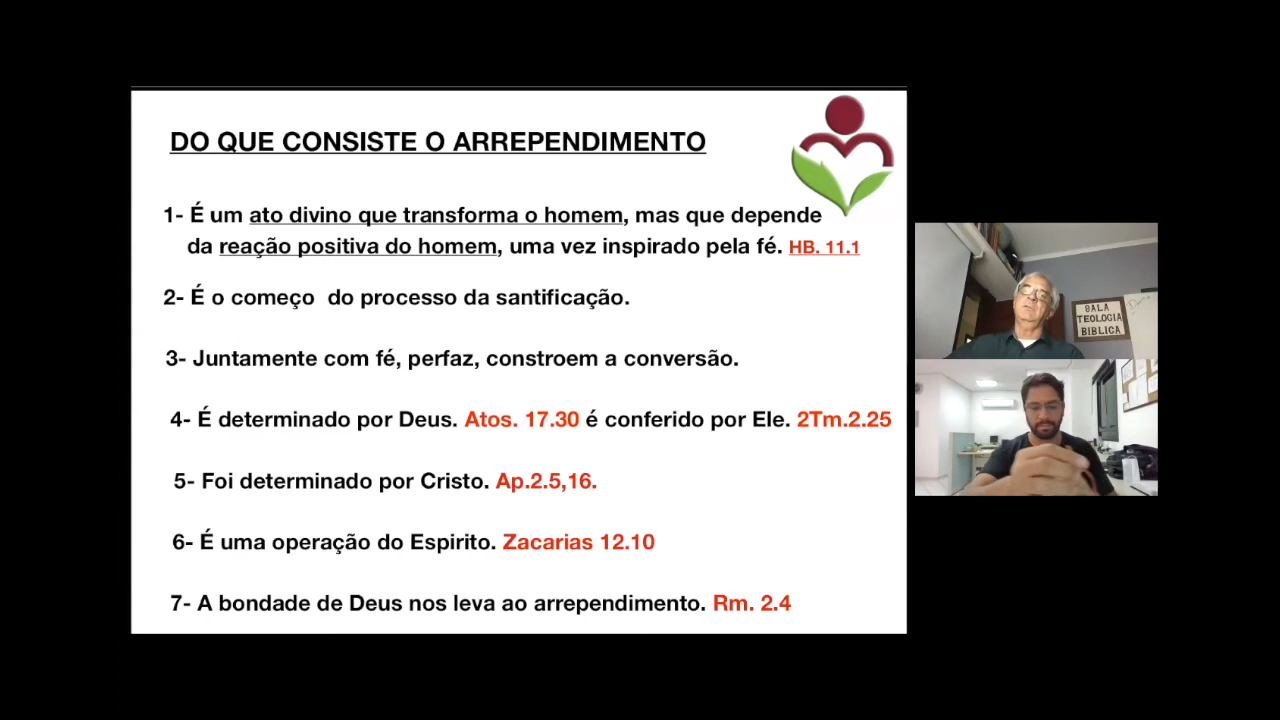 DO QUE CONSISTE O ARREPENDIMENTO
1- É um ato divino que transforma o homem, mas que depende
da reação positiva do homem, uma vez inspirado pela fé. HB. 11.1
2- É o começo do processo da santificação.
3- Juntamente com fé, perfaz, constroem a conversão.
4- É determinado por Deus. Atos. 17.30 é conferido por Ele. 2Tm.2.25
5- Foi determinado por Cristo. Ap.2.5,16.
6- É uma operação do Espirito. Zacarias 12.10
7- A bondade de Deus nos leva ao arrependimento. Rm. 2.4
SALA
TEOLOGIA
BIBLICA